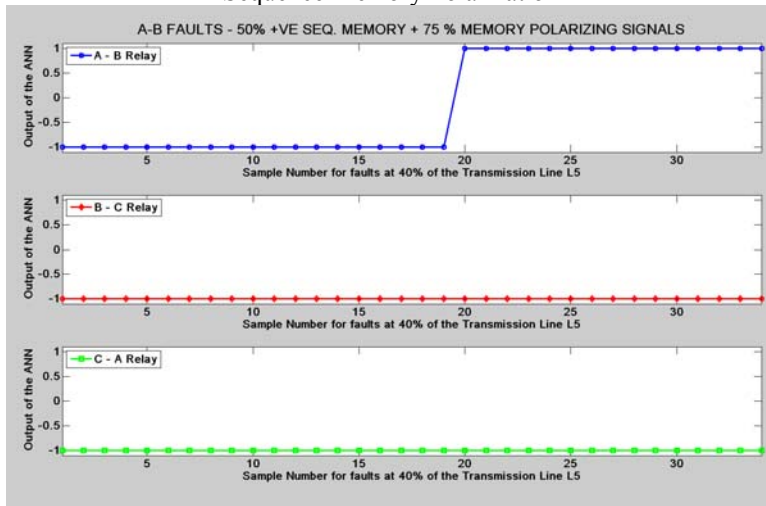 A-B FAULTS - 50% +VE SEQ. MEMORY + 75 % MEMORY POLARIZING SIGNALS
Output of the ANN
1
0.5
0
-0.5
-1
A - B Relay
5 10 15 20 25 30
Sample Number for faults at 40% of the Transmission Line L5
Output of the ANN
1
0.5
0
-0.5
-1
B - C Relay
5 10 15 20 25 30
Sample Number for faults at 40% of the Transmission Line L5
Output of the ANN
1
0.5
0
-0.5
-1
C - A Relay
5 10 15 20 25 30
Sample Number for faults at 40% of the Transmission Line L5